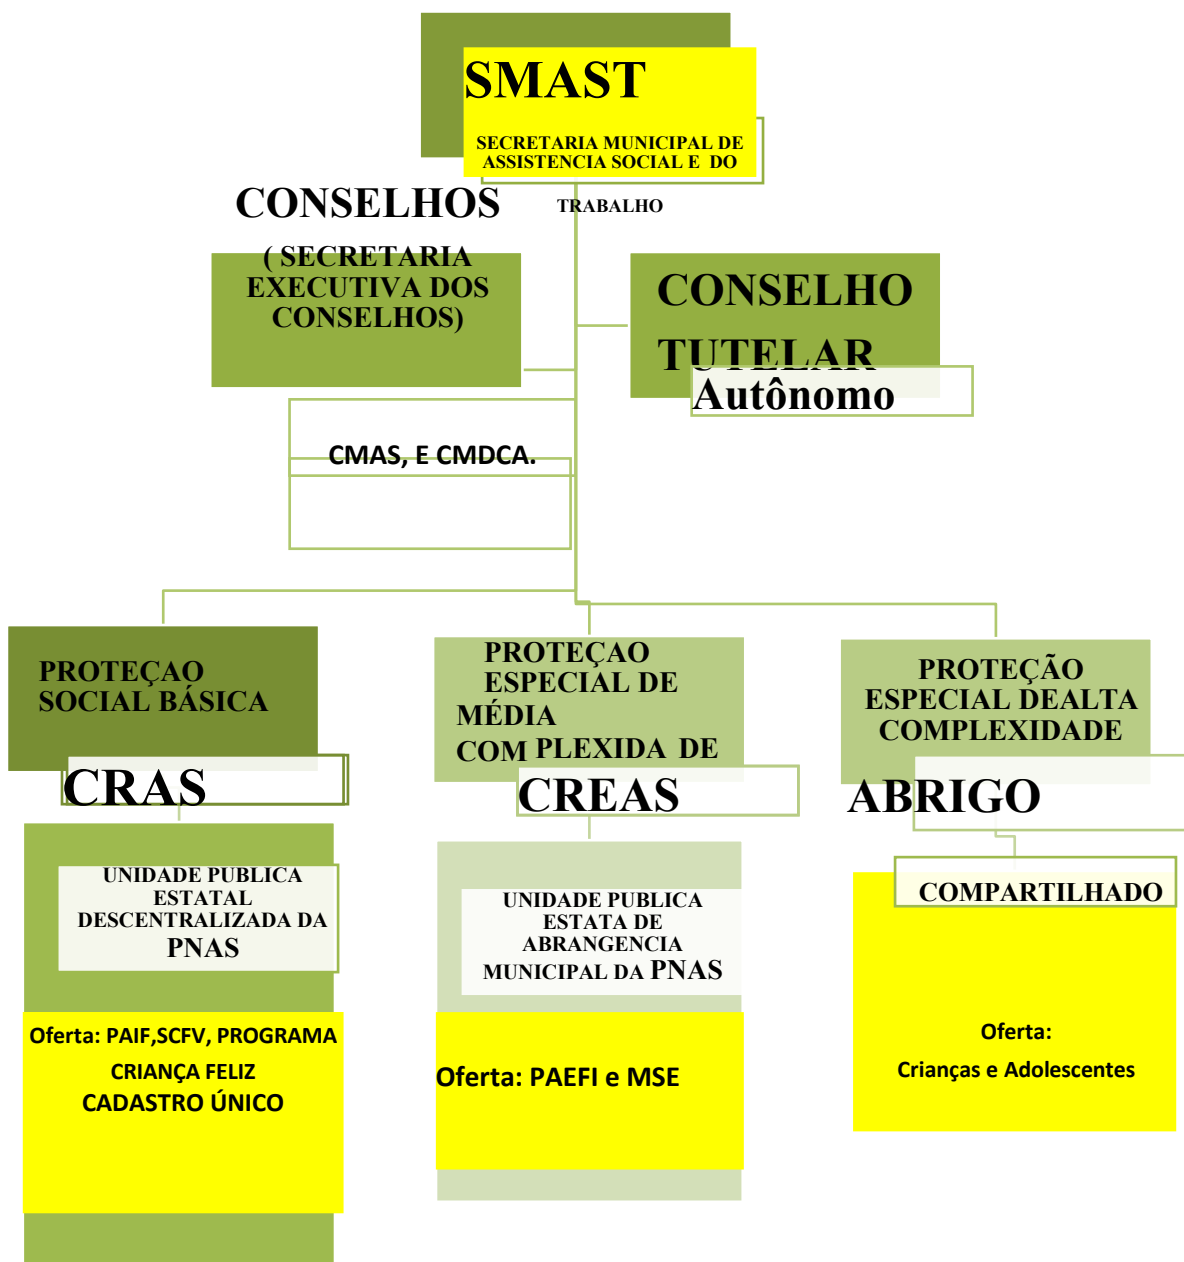 SMAST
SECRETARIA MUNICIPAL DE
ASSISTENCIA SOCIAL E DO
TRABALHO
CONSELHOS
( SECRETARIA
EXECUTIVA DOS
CONSELHOS)
CONSELHO
TUTELAR
Autônomo
CMAS, E CMDCA.
PROTEÇAO
SOCIAL BÁSICA
CRAS
UNIDADE PUBLICA
ESTATAL
DESCENTRALIZADA DA
PNAS
Oferta: PAIF,SCFV, PROGRAMA
CRIANÇA FELIZ
CADASTRO ÚNICO
PROTEÇAO
ESPECIAL DE
MÉDIA
COM PLEXIDA DE
CREAS
UNIDADE PUBLICA
ESTATA DE
ABRANGENCIA
MUNICIPAL DA PNAS
Oferta: PAEFI e MSE
PROTEÇÃO
ESPECIAL DEALTA
COMPLEXIDADE
ABRIGO
COMPARTILHADO
Oferta:
Crianças e Adolescentes